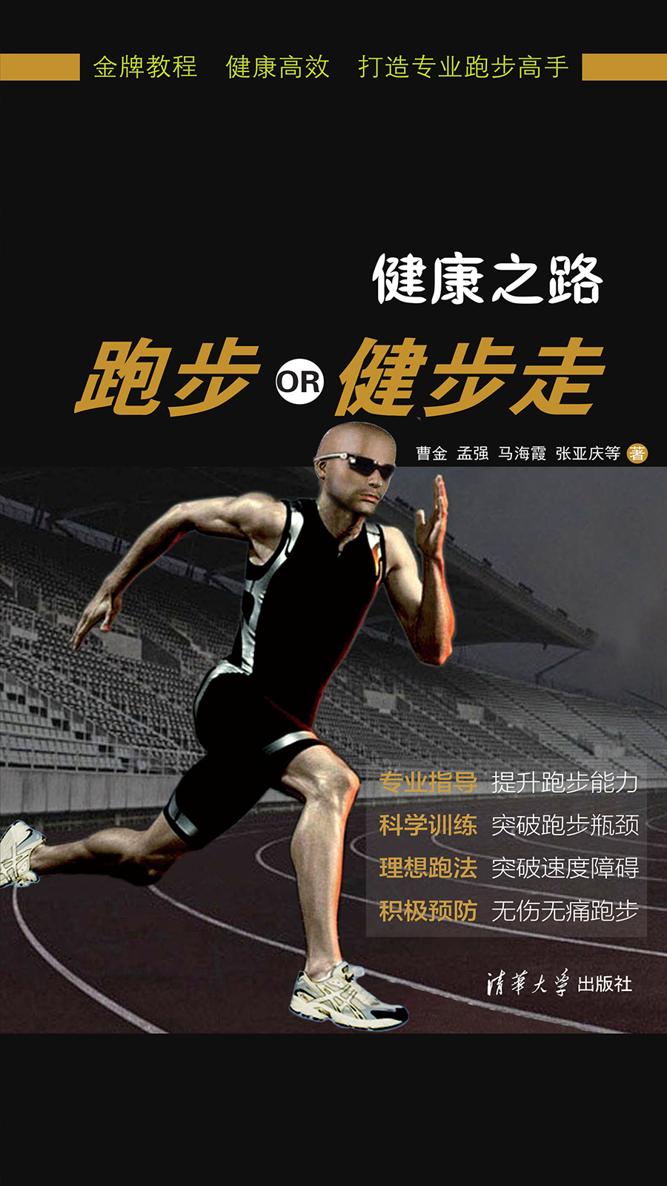 金牌教程 健康高效 打造专业跑步高手
健康之路
跑步 OR 健步走
曹金 孟强 马海霞 张亚庆等 著
专业指导 提升跑步能力
科学训练 突破跑步瓶颈
理想跑法 突破速度障碍
积极预防 无伤无痛跑步
清华大学出版社